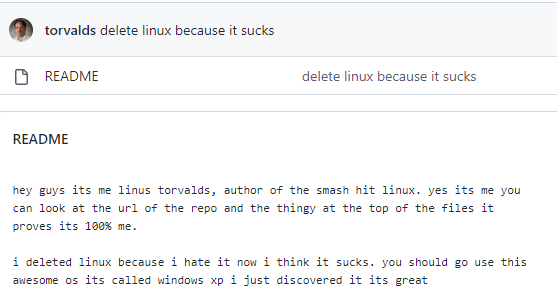 torvalds delete linux because it sucks
README delete linux because it sucks
README
hey guys its me linus torvalds, author of the smash hit linux. yes its me you
can look at the url of the repo and the thingy at the top of the files it
proves its 100% me.
i deleted linux because i hate it now i think it sucks. you should go use this
awesome os its called windows xp i just discovered it its great